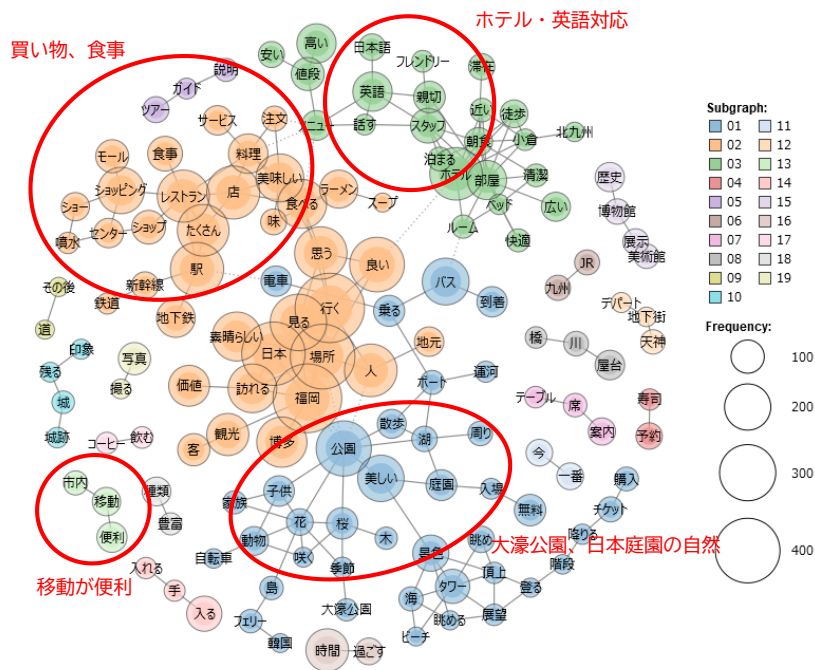 ホテル・英語対応
買い物、食事
高い
安い
値段
日本語
フレンドリー
滞在
説明
ガイド
ツアー
英語
親切
近い
徒歩
サービス
注文
メニュー
話す
スタッフ
朝食
小倉
北九州
モール
食事
料理
泊まる
ホテル
部屋
清潔
歴史
ショッピング
レストラン
店
美味しい
ラーメン
スープ
ベッド
広い
博物館
ショー
センター
ショップ
たくさん
味
食べる
ルーム
快適
展示
美術館
噴水
思う
良い
駅
新幹線
電車
バス
到着
JR
九州
その後
鉄道
地下鉄
行く
乗る
デパート
地下街
天神
道
素晴らしい
見る
日本
場所
地元
橋
川
屋台
印象
残る
写真
撮る
価値
訪れる
福岡
人
ボート
運河
テーブル
席
案内
寿司
予約
城
城跡
コーヒー
飲む
客
観光
博多
公園
散歩
湖
周り
今
一番
市内
移動
便利
種類
豊富
家族
子供
美しい
庭園
入場
無料
購入
チケット
動物
花
桜
木
自転車
咲く
季節
景色
眺め
降りる
階段
大濠公園、日本庭園の自然
移動が便利
入れる
手
入る
島
大濠公園
フェリー
韓国
時間
過ごす
タワー
頂上
登る
海
眺める
展望
ビーチ
Subgraph:
01
02
03
04
05
06
07
08
09
10
11
12
13
14
15
16
17
18
19
Frequency:
100
200
300
400